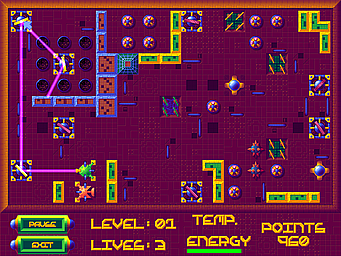 PAUSE
EXIT
LEVEL: 01
LIVES: 3
TEMP.
ENERGY
POINTS
960